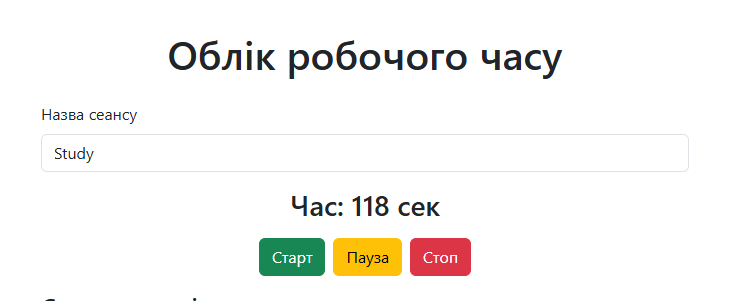 Облік робочого часу
Назва сеансу
Study
Час: 118 сек
Старт Пауза Стоп